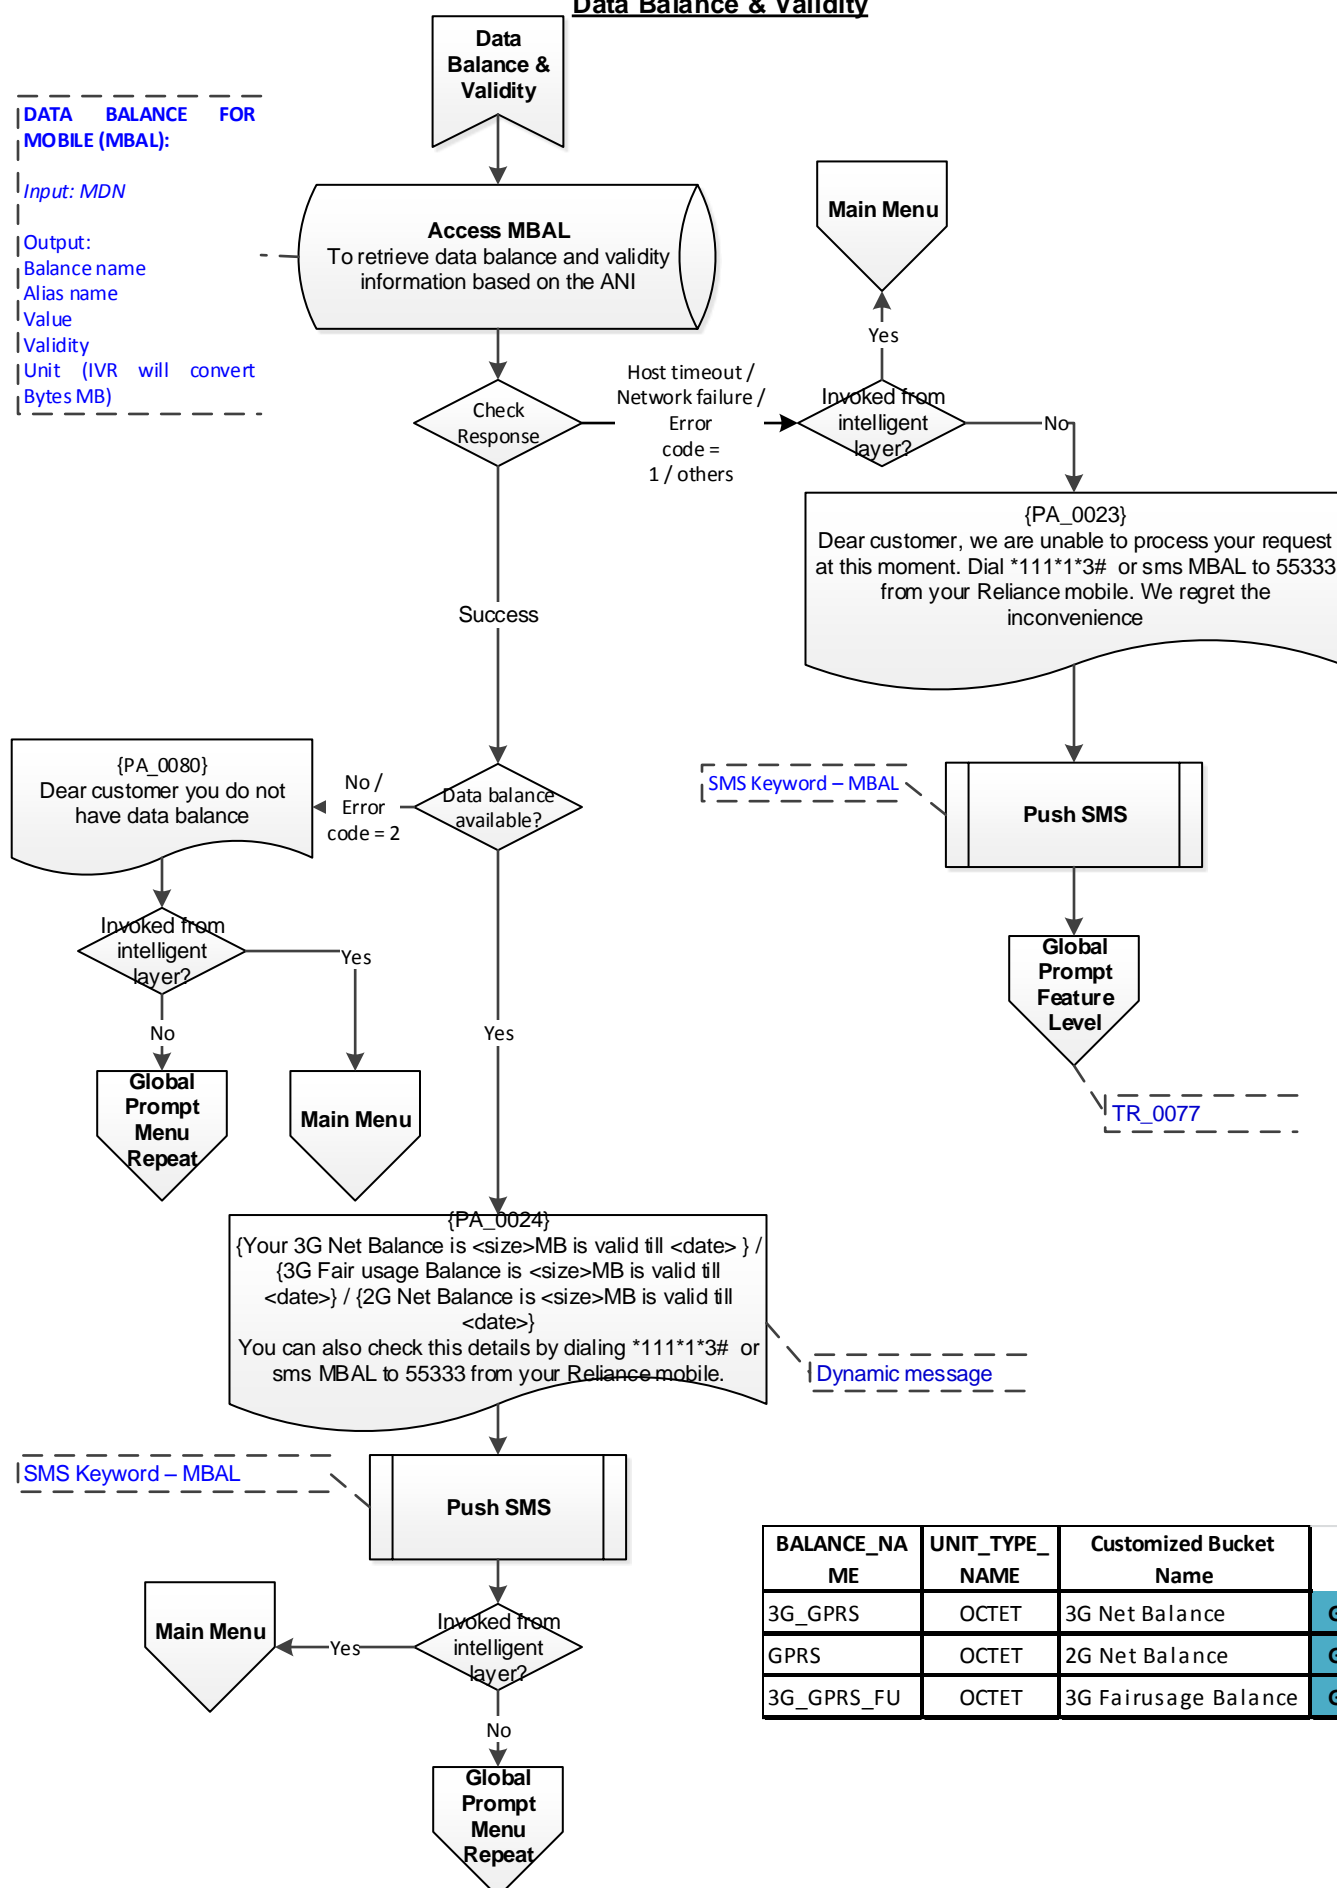 Data Balance & Validity
Data
Balance &
Validity
DATA BALANCE FOR
MOBILE (MBAL):
Input: MDN
Output:
Balance name
Alias name
Value
Validity
Unit (IVR will convert
Bytes MB)
Access MBAL
To retrieve data balance and validity
information based on the ANI
Main Menu
Yes
Check
Response
Host timeout /
Network failure /
Error
code =
1 / others
Invoked from
intelligent
layer?
No
{PA_0023}
Dear customer, we are unable to process your request
at this moment. Dial *111*1*3# or sms MBAL to 55333
from your Reliance mobile. We regret the
inconvenience
Success
{PA_0080}
Dear customer you do not
have data balance
No /
Error
code = 2
Data balance
available?
SMS Keyword – MBAL
Push SMS
Invoked from
intelligent
layer?
Yes
No
Yes
Global
Prompt
Feature
Level
Global
Prompt
Menu
Repeat
Main Menu
TR_0077
{PA_0024}
{Your 3G Net Balance is <size>MB is valid till <date> } /
{3G Fair usage Balance is <size>MB is valid till
<date>} / {2G Net Balance is <size>MB is valid till
<date>}
You can also check this details by dialing *111*1*3# or
sms MBAL to 55333 from your Reliance mobile.
Dynamic message
SMS Keyword – MBAL
Push SMS
Main Menu
Yes
Invoked from
intelligent
layer?
No
Global
Prompt
Menu
Repeat
BALANCE_NA
ME
UNIT_TYPE_
NAME
Customized Bucket
Name
3G_GPRS OCTET 3G Net Balance
GPRS OCTET 2G Net Balance
3G_GPRS_FU OCTET 3G Fairusage Balance